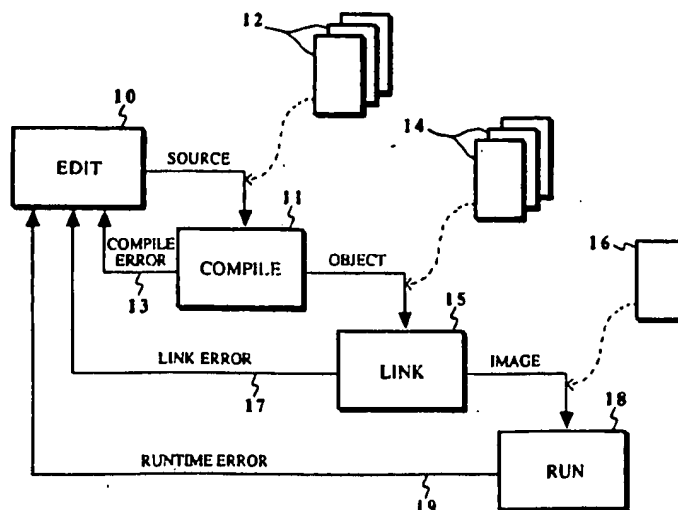 12
10
14
EDIT
SOURCE
11
16
COMPILE
ERROR
COMPILE
OBJECT
13
15
LINK ERROR
LINK
IMAGE
17
18
RUNTIME ERROR
RUN
19